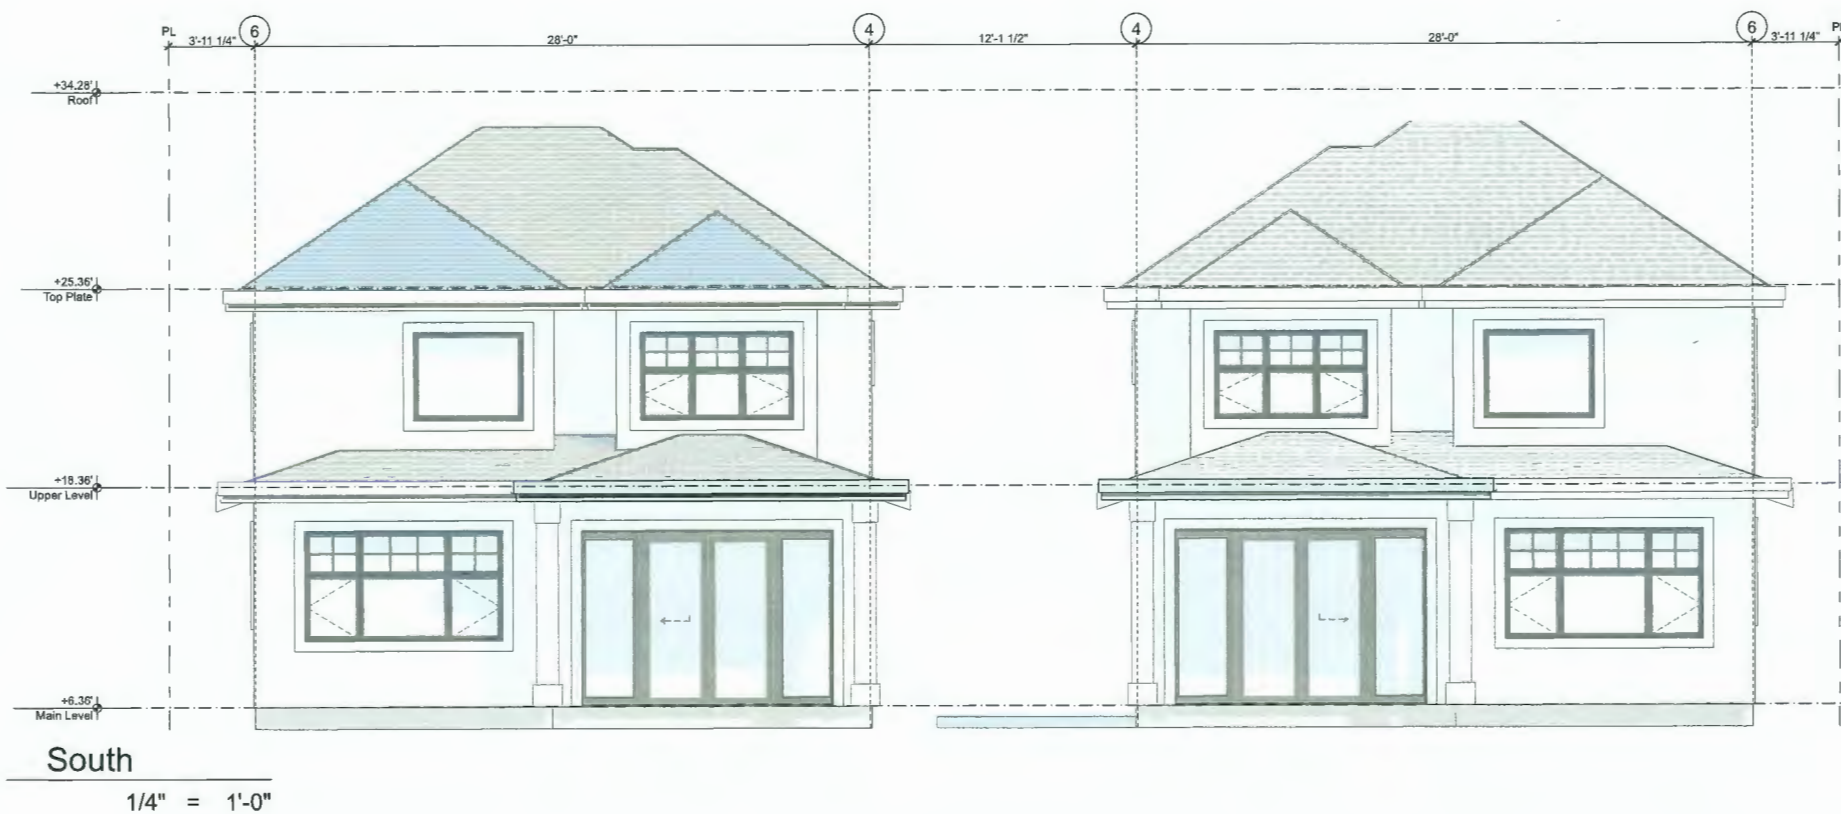 PL 6 4 4 6 P
3'-11 1/4" 28'-0" 12'-1 1/2" 28'-0" 3'-11 1/4"
+34.28'
Roof
+25.36'
Top Plate
+18.36'
Upper Level
+6.36'
Main Level
South
1/4" = 1'-0"